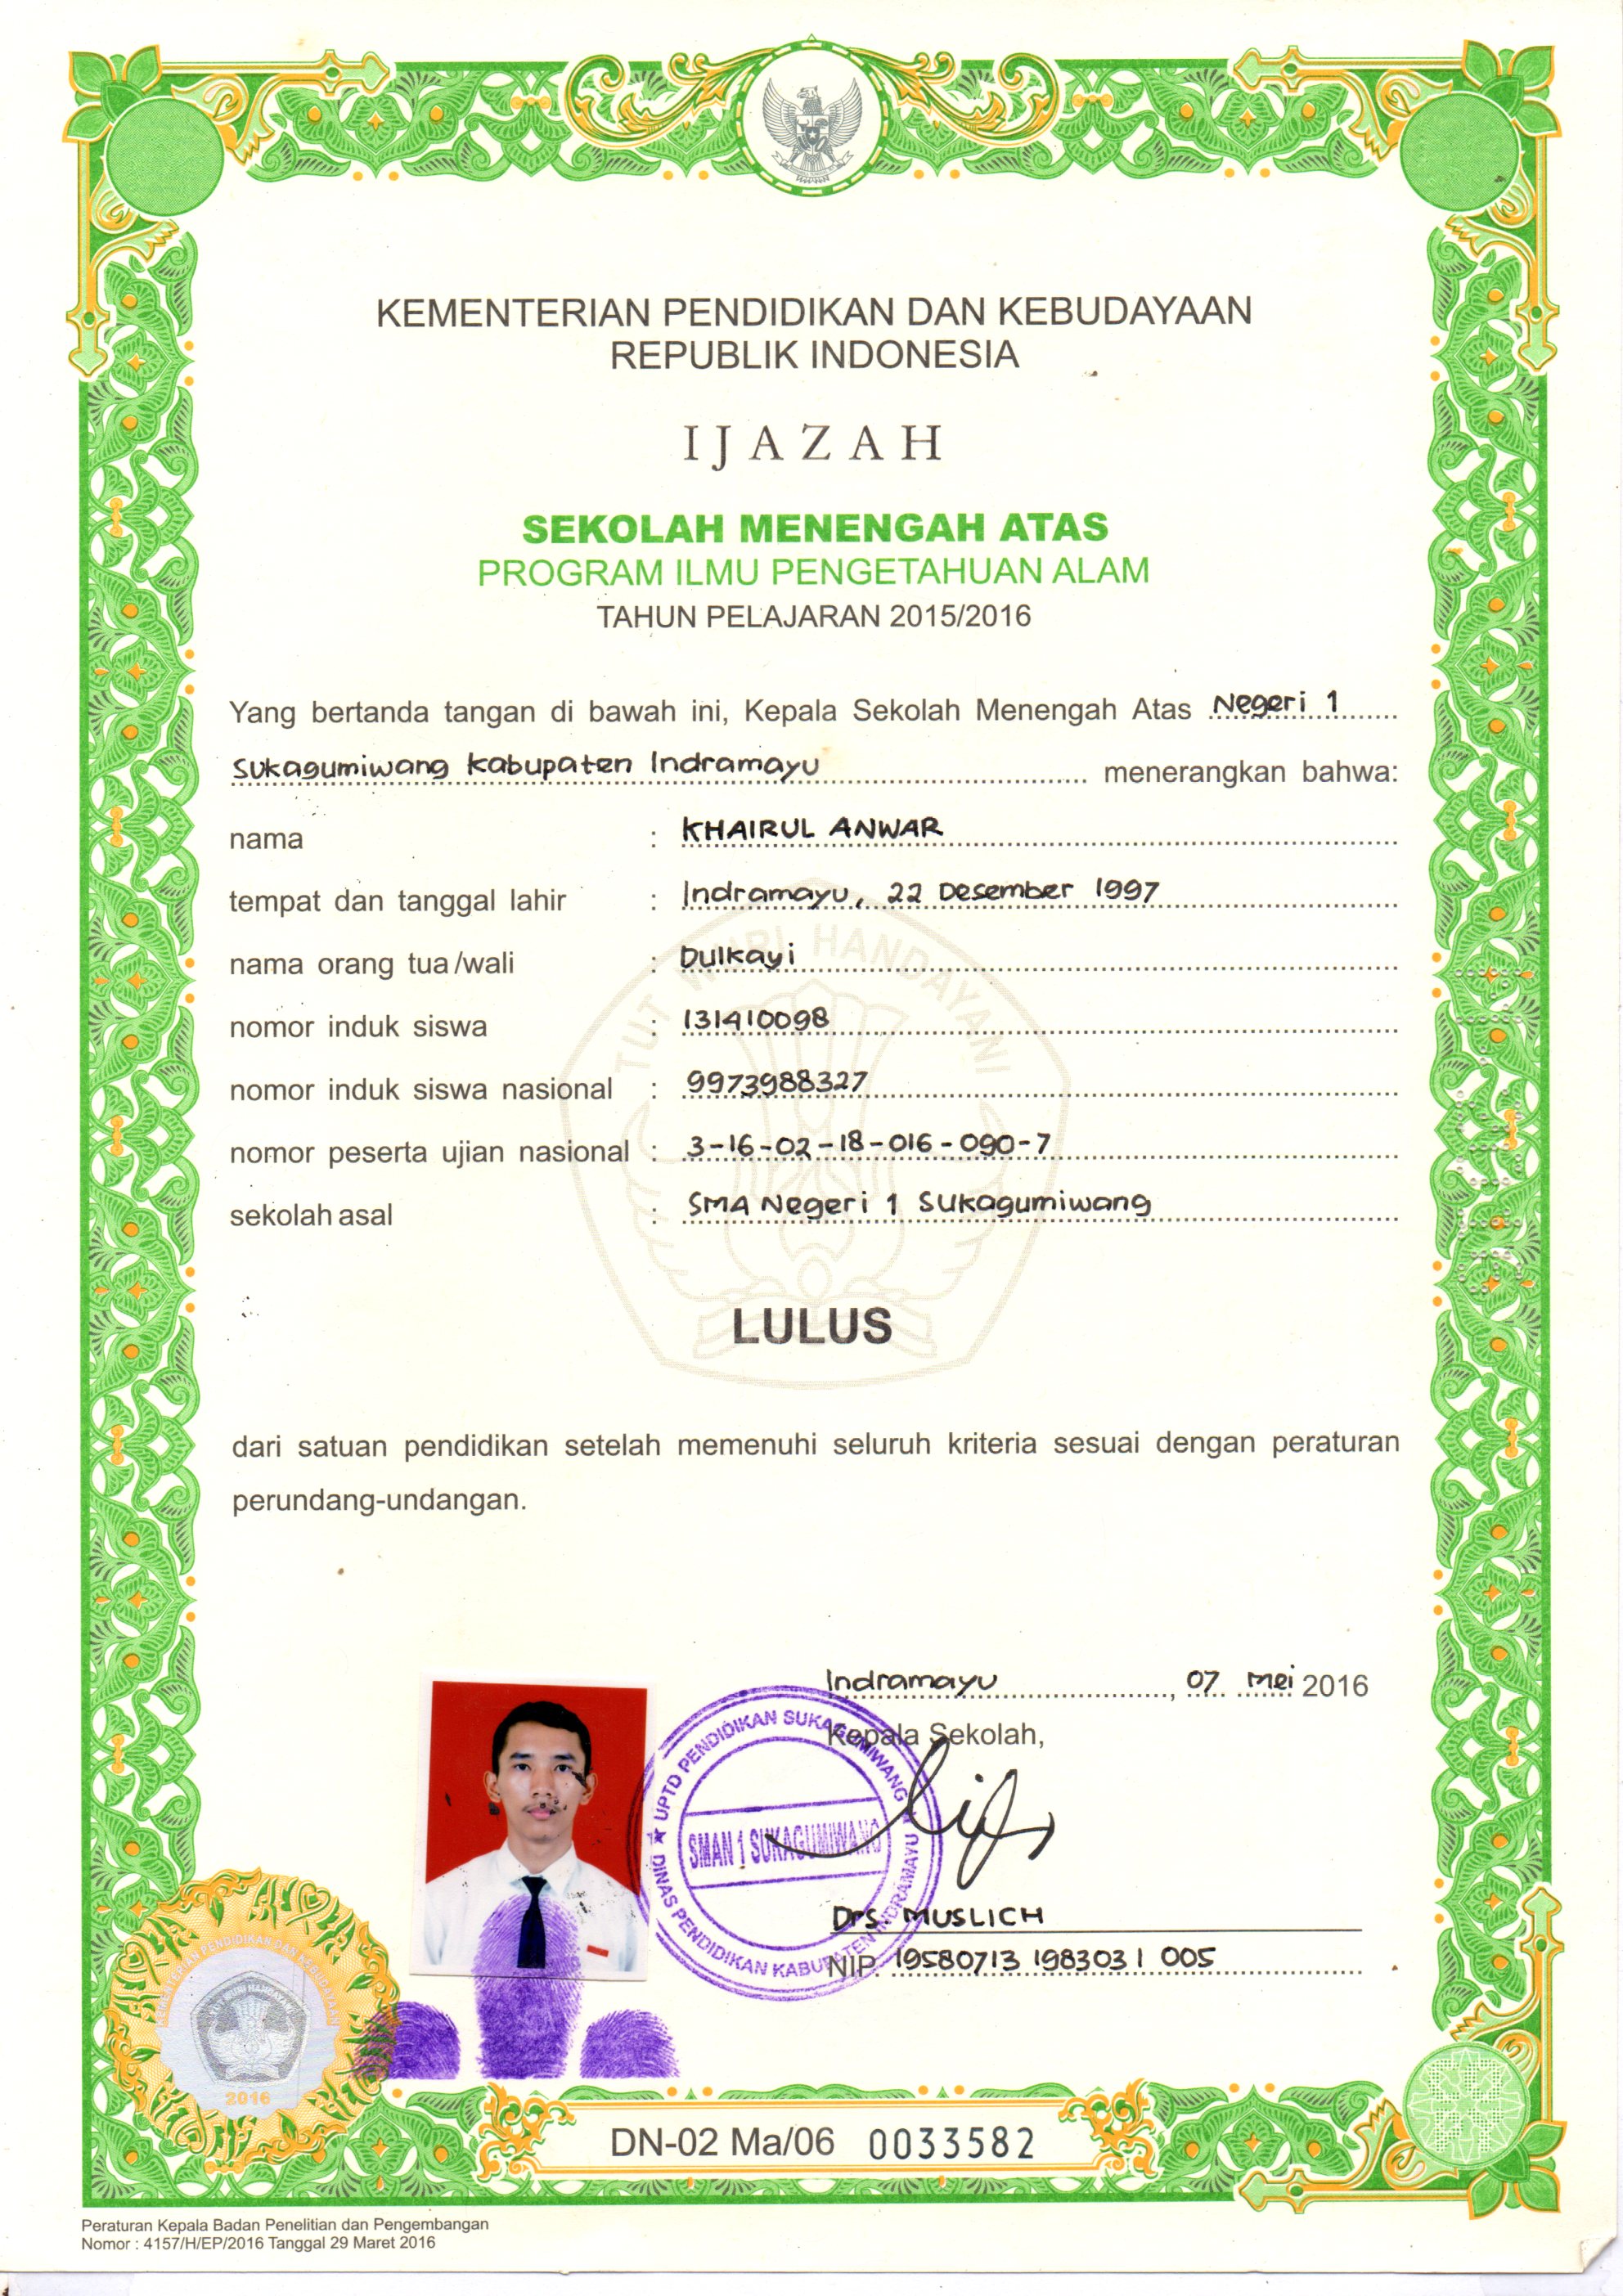 KEMENTERIAN PENDIDIKAN DAN KEBUDAYAAN
REPUBLIK INDONESIA
IJAZAH
SEKOLAH MENENGAH ATAS
PROGRAM ILMU PENGETAHUAN ALAM
TAHUN PELAJARAN 2015/2016
Yang bertanda tangan di bawah ini, Kepala Sekolah Menengah Atas Negeri 1
Sukagumiwang Kabupaten Indramayu menerangkan bahwa:
nama : KHAIRUL ANWAR
tempat dan tanggal lahir : Indramayu, 22 Desember 1997
nama orang tua/wali : Dulkayi
nomor induk siswa : 131410098
nomor induk siswa nasional : 9973988327
nomor peserta ujian nasional : 3-16-02-18-016-090-7
sekolah asal : SMA Negeri 1 Sukagumiwang
TUT WURI HANDAYANI
LULUS
dari satuan pendidikan setelah memenuhi seluruh kriteria sesuai dengan peraturan
perundang-undangan.
Indramayu, 07 Mei 2016
Kepala Sekolah,
UPTD PENDIDIKAN SUKAGUMIWANG
SMAN 1 SUKAGUMIWANG
DINAS PENDIDIKAN KABUPATEN INDRAMAYU
Drs. MUSLICH
NIP. 19580713 198303 1 005
KEMENTERIAN PENDIDIKAN DAN KEBUDAYAAN
2016
DN-02 Ma/06 0033582
Peraturan Kepala Badan Penelitian dan Pengembangan
Nomor : 4157/H/EP/2016 Tanggal 29 Maret 2016